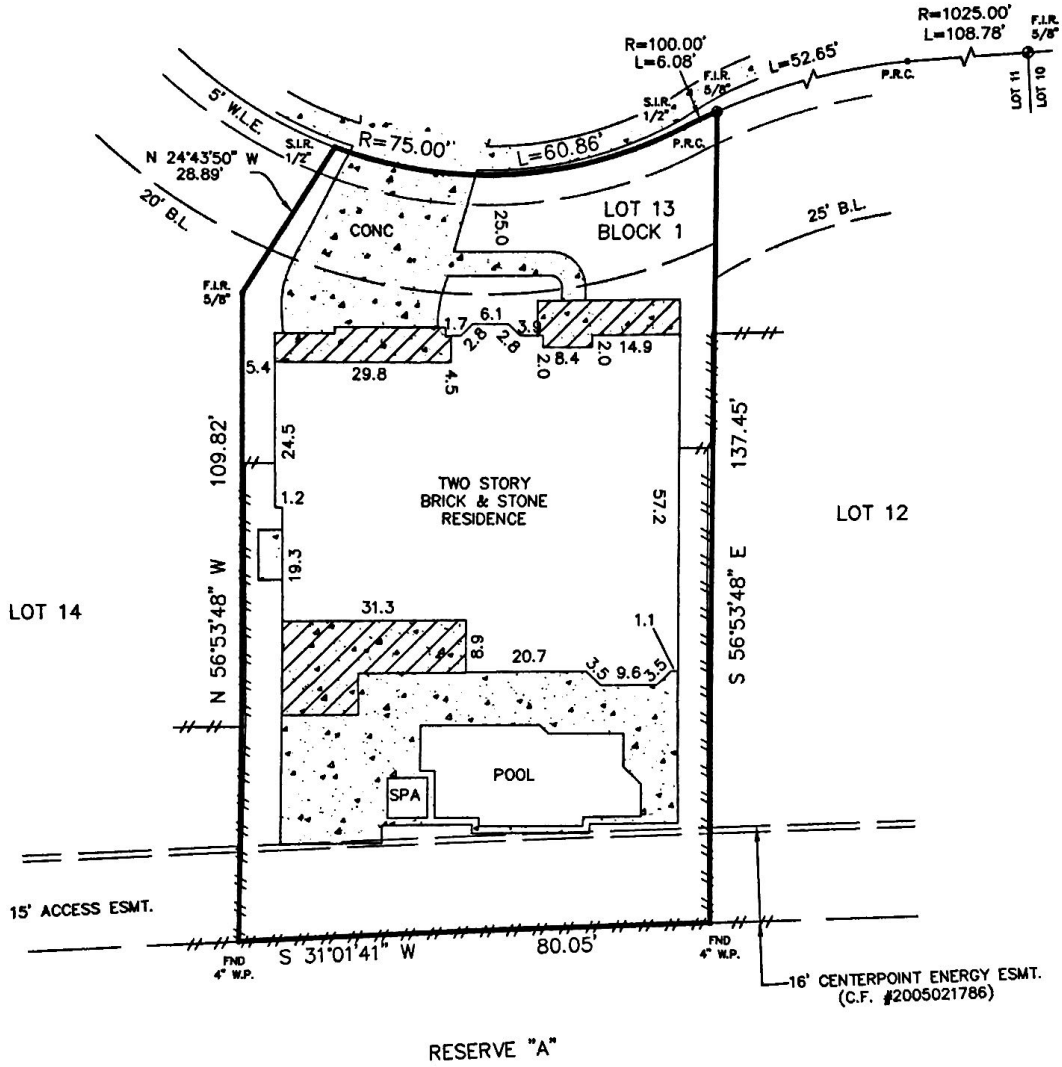 R=1025.00'
L=108.78'
F.I.R.
5/8"
R=100.00'
L=6.08'
L=52.65'
F.I.R.
5/8"
P.R.C.
LOT 11
LOT 10
5' W.L.E.
S.I.R.
1/2"
S.I.R.
1/2"
R=75.00'
L=60.86'
P.R.C.
N 24°43'50" W
28.89'
20' B.L.
CONC
25.0
LOT 13
BLOCK 1
25' B.L.
F.I.R.
5/8"
1.7
6.1
2.8
2.8
3.9
2.0
8.4
2.0
14.9
5.4
29.8
4.5
109.82'
N 56°53'48" W
24.5
1.2
19.3
TWO STORY
BRICK & STONE
RESIDENCE
57.2
137.45'
S 56°53'48" E
LOT 12
LOT 14
31.3
8.9
20.7
3.5
9.6
3.5
1.1
POOL
SPA
15' ACCESS ESMT.
FND
4" W.P.
S 31°01'41" W
80.05'
FND
4" W.P.
16' CENTERPOINT ENERGY ESMT.
(C.F. #2005021786)
RESERVE "A"